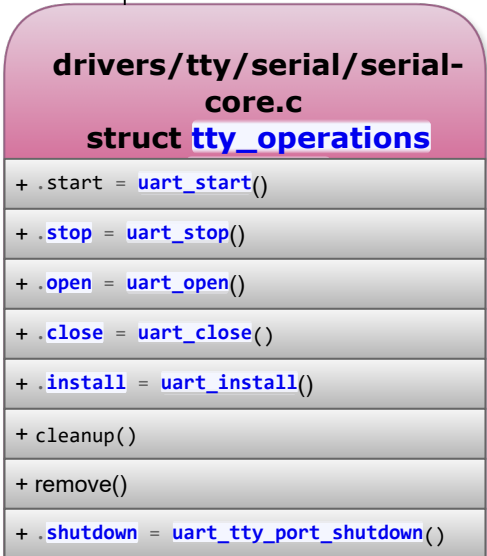 drivers/tty/serial/serial-
core.c
struct tty_operations
+ .start = uart_start()
+ .stop = uart_stop()
+ .open = uart_open()
+ .close = uart_close()
+ .install = uart_install()
+ cleanup()
+ remove()
+ .shutdown = uart_tty_port_shutdown()